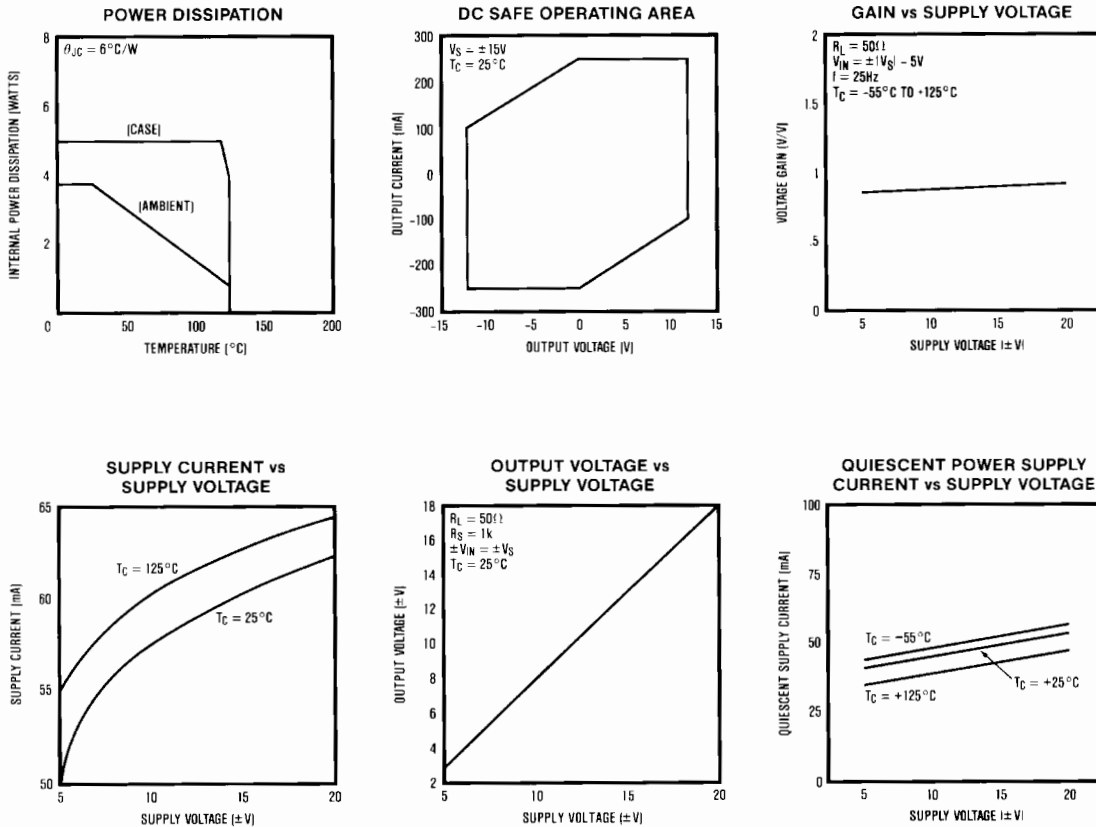 POWER DISSIPATION
8
6
4
2
0
θJC = 6°C/W
[CASE]
[AMBIENT]
INTERNAL POWER DISSIPATION [WATTS]
0
50
100
150
200
TEMPERATURE [°C]
DC SAFE OPERATING AREA
300
200
100
0
-100
-200
-300
VS = ±15V
TC = 25°C
OUTPUT CURRENT [mA]
-15
-10
-5
0
5
10
15
OUTPUT VOLTAGE [V]
GAIN vs SUPPLY VOLTAGE
2
1.5
1
.5
0
RL = 50Ω
VIN = ±|VS| - 5V
f = 25Hz
TC = -55°C TO +125°C
VOLTAGE GAIN [V/V]
5
10
15
20
SUPPLY VOLTAGE [±V]
SUPPLY CURRENT vs
SUPPLY VOLTAGE
65
60
55
50
TC = 125°C
TC = 25°C
SUPPLY CURRENT [mA]
5
10
15
20
SUPPLY VOLTAGE [±V]
OUTPUT VOLTAGE vs
SUPPLY VOLTAGE
18
16
14
12
10
8
6
4
2
RL = 50Ω
RS = 1k
±VIN = ±VS
TC = 25°C
OUTPUT VOLTAGE [±V]
5
10
15
20
SUPPLY VOLTAGE [±V]
QUIESCENT POWER SUPPLY
CURRENT vs SUPPLY VOLTAGE
100
75
50
25
0
TC = -55°C
TC = +25°C
TC = +125°C
QUIESCENT SUPPLY CURRENT [mA]
5
10
15
20
SUPPLY VOLTAGE [±V]